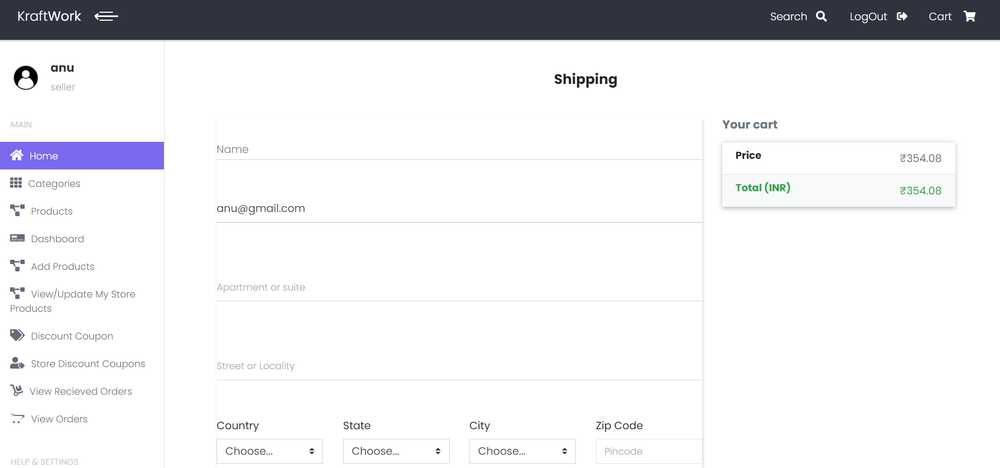 KraftWork
Search
LogOut
Cart
anu
seller
MAIN
Home
Categories
Products
Dashboard
Add Products
View/Update My Store
Products
Discount Coupon
Store Discount Coupons
View Recieved Orders
View Orders
HELP & SETTINGS
Shipping
Name
anu@gmail.com
Apartment or suite
Street or Locality
Country State City Zip Code
Choose... Choose... Choose... Pincode
Your cart
Price ₹354.08
Total (INR) ₹354.08